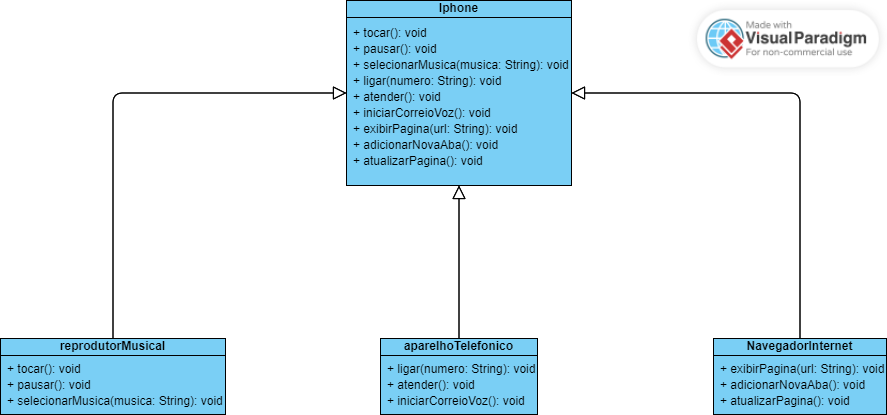 Iphone
+ tocar(): void
+ pausar(): void
+ selecionarMusica(musica: String): void
+ ligar(numero: String): void
+ atender(): void
+ iniciarCorreioVoz(): void
+ exibirPagina(url: String): void
+ adicionarNovaAba(): void
+ atualizarPagina(): void
Made with
VisualParadigm
For non-commercial use
reprodutorMusical
+ tocar(): void
+ pausar(): void
+ selecionarMusica(musica: String): void
aparelhoTelefonico
+ ligar(numero: String): void
+ atender(): void
+ iniciarCorreioVoz(): void
NavegadorInternet
+ exibirPagina(url: String): void
+ adicionarNovaAba(): void
+ atualizarPagina(): void